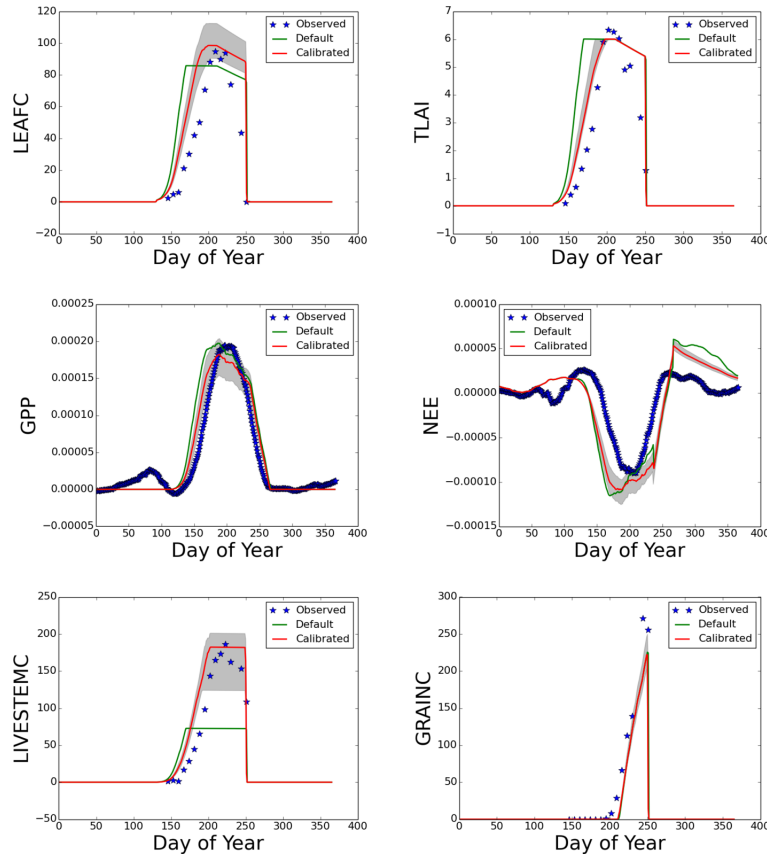 120
100
80
60
40
20
0
−20
LEAFC
Observed
Default
Calibrated
0 50 100 150 200 250 300 350 400
Day of Year
7
6
5
4
3
2
1
0
−1
TLAI
Observed
Default
Calibrated
0 50 100 150 200 250 300 350 400
Day of Year
0.00025
0.00020
0.00015
0.00010
0.00005
0.00000
−0.00005
GPP
Observed
Default
Calibrated
0 50 100 150 200 250 300 350 400
Day of Year
0.00010
0.00005
0.00000
−0.00005
−0.00010
−0.00015
NEE
Observed
Default
Calibrated
0 50 100 150 200 250 300 350 400
Day of Year
250
200
150
100
50
0
−50
LIVESTEMC
Observed
Default
Calibrated
0 50 100 150 200 250 300 350 400
Day of Year
300
250
200
150
100
50
0
GRAINC
Observed
Default
Calibrated
0 50 100 150 200 250 300 350 400
Day of Year